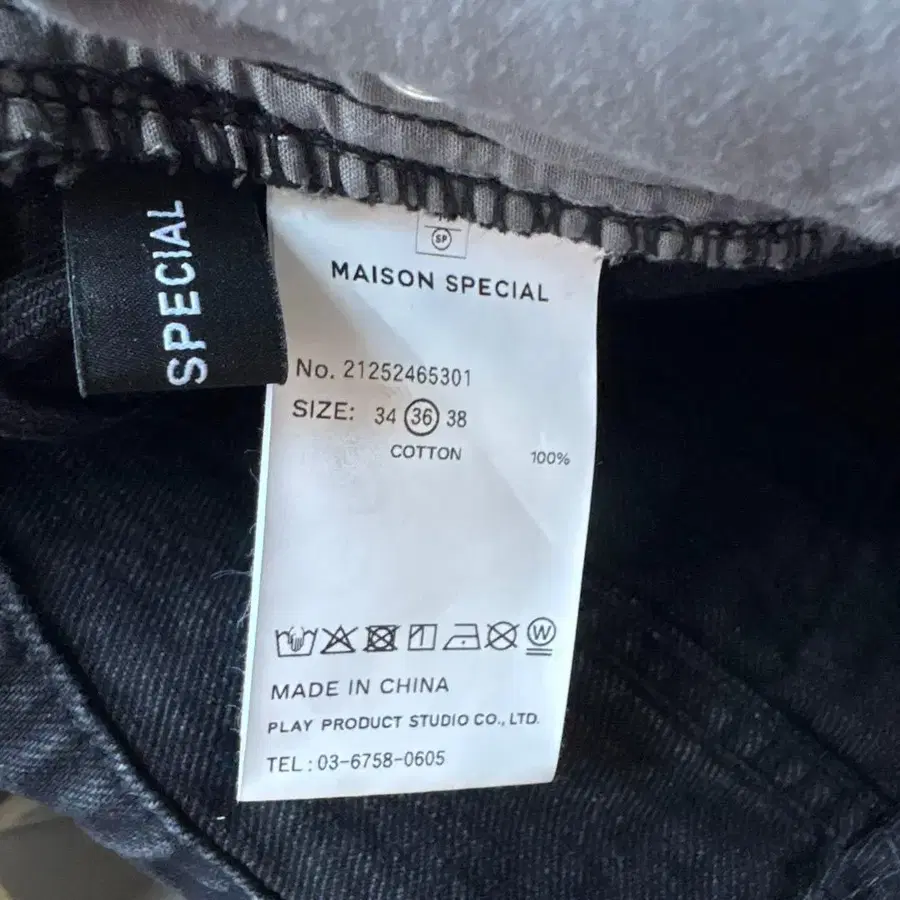 SPECIAL
SP
MAISON SPECIAL
No. 21252465301
SIZE: 34 36 38
COTTON 100%
W
MADE IN CHINA
PLAY PRODUCT STUDIO CO., LTD.
TEL : 03-6758-0605